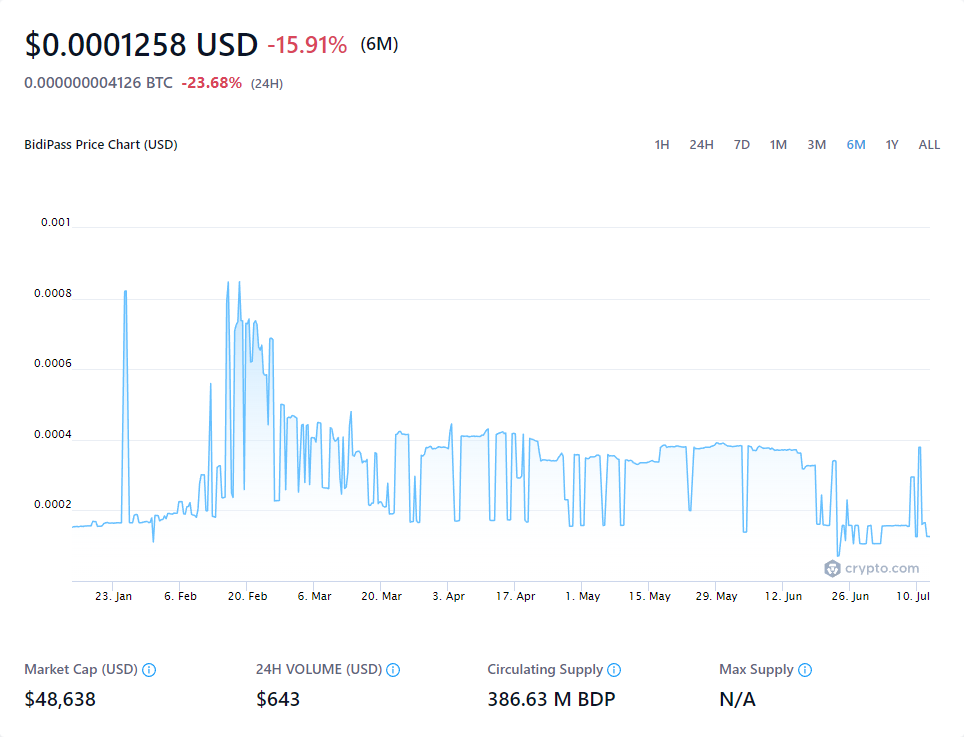 $0.0001258 USD -15.91% (6M)
0.000000004126 BTC -23.68% (24H)
BidiPass Price Chart (USD) 1H 24H 7D 1M 3M 6M 1Y ALL
0.001
0.0008
0.0006
0.0004
0.0002
crypto.com
23. Jan 6. Feb 20. Feb 6. Mar 20. Mar 3. Apr 17. Apr 1. May 15. May 29. May 12. Jun 26. Jun 10. Jul
Market Cap (USD) 24H VOLUME (USD) Circulating Supply Max Supply
$48,638 $643 386.63 M BDP N/A